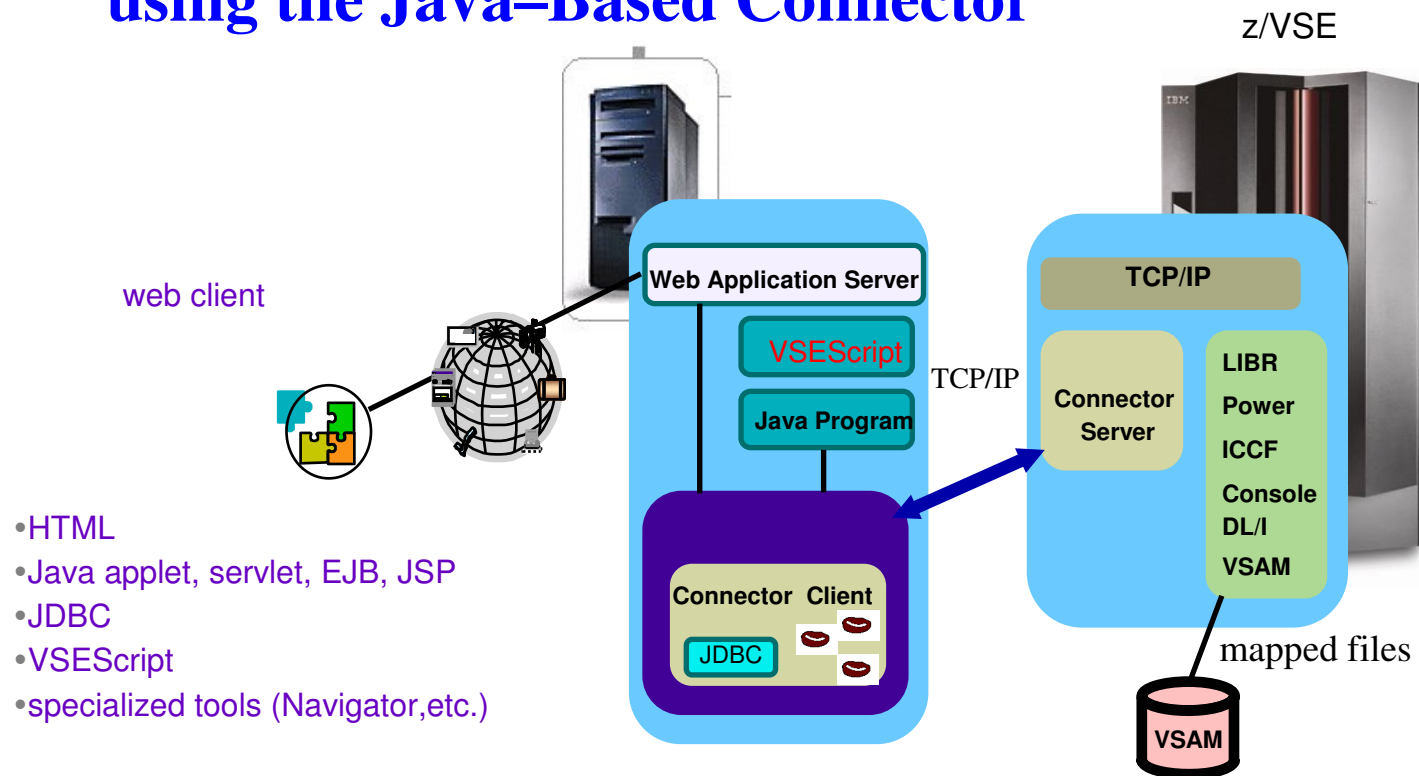 using the Java–Based Connector
z/VSE
IBM
web client
Web Application Server
VSEScript
Java Program
TCP/IP
TCP/IP
Connector
Server
LIBR
Power
ICCF
Console
DL/I
VSAM
Connector Client
JDBC
mapped files
VSAM
•HTML
•Java applet, servlet, EJB, JSP
•JDBC
•VSEScript
•specialized tools (Navigator,etc.)